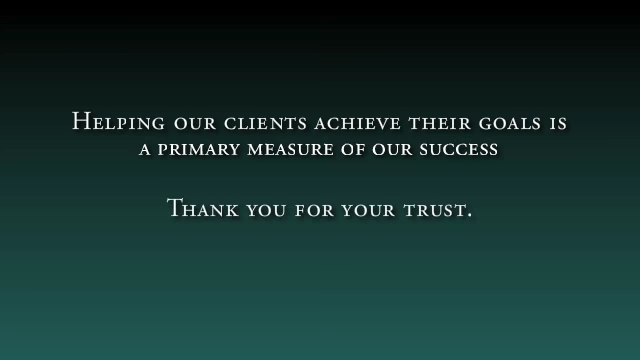 Helping our clients achieve their goals is
a primary measure of our success
Thank you for your trust.